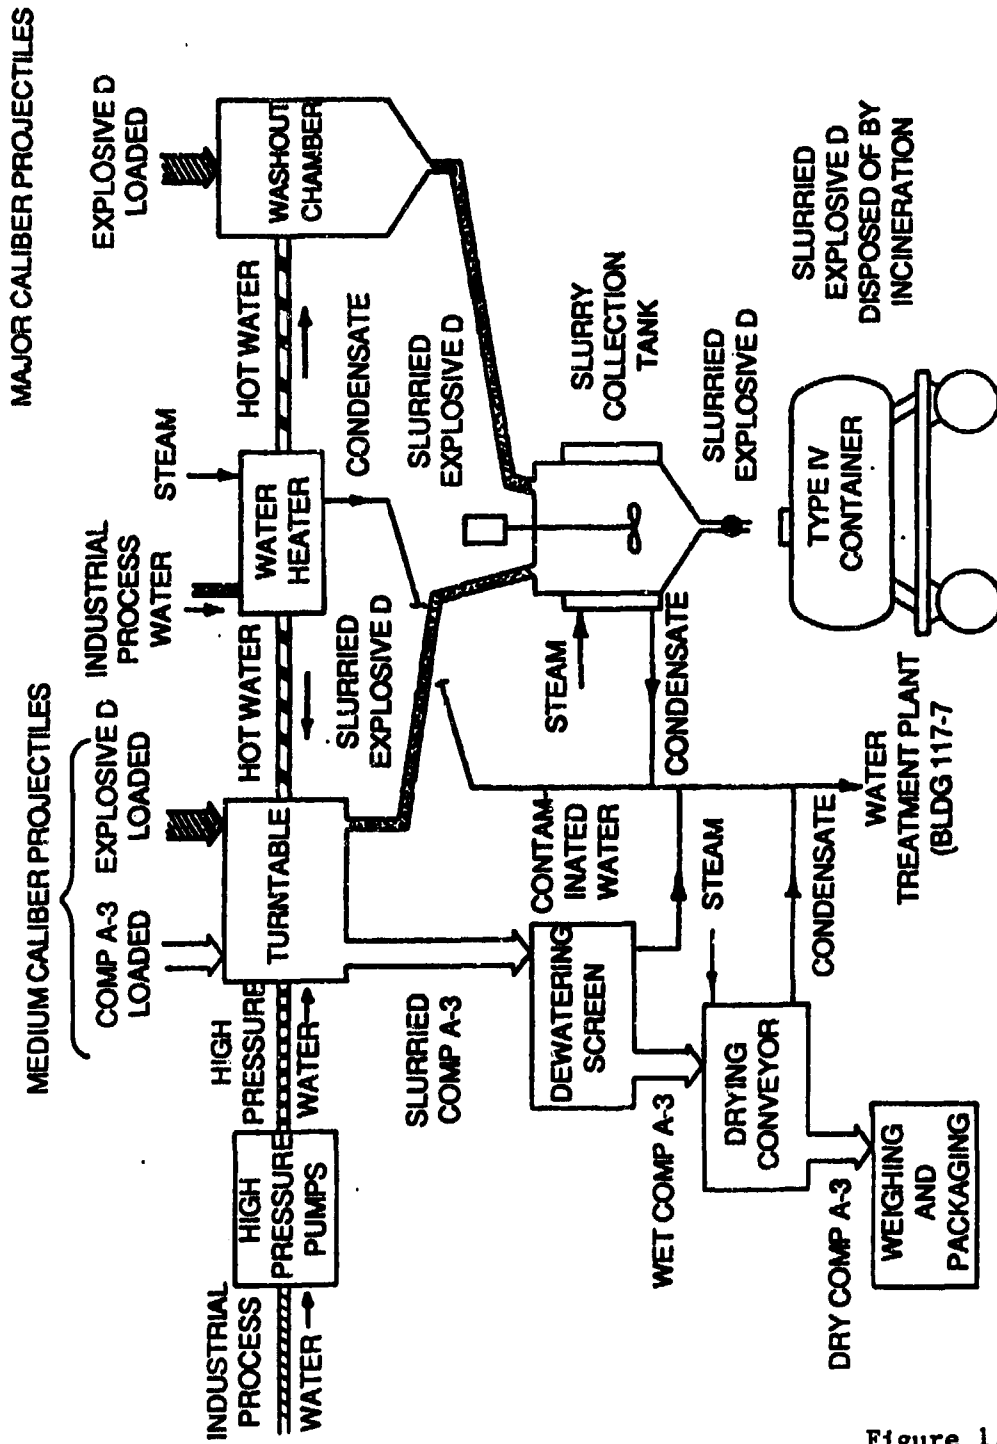 MAJOR CALIBER PROJECTILES
MEDIUM CALIBER PROJECTILES
COMP A-3
LOADED
EXPLOSIVE D
LOADED
INDUSTRIAL
PROCESS
WATER
STEAM
EXPLOSIVE D
LOADED
INDUSTRIAL
PROCESS
WATER
HIGH
PRESSURE
PUMPS
HIGH
PRESSURE
WATER
TURNTABLE
HOT WATER
WATER
HEATER
HOT WATER
WASHOUT
CHAMBER
CONDENSATE
SLURRIED
EXPLOSIVE D
SLURRIED
EXPLOSIVE D
SLURRIED
COMP A-3
DEWATERING
SCREEN
CONTAM
INATED
WATER
STEAM
CONDENSATE
SLURRY
COLLECTION
TANK
SLURRIED
EXPLOSIVE D
WET COMP A-3
DRYING
CONVEYOR
STEAM
CONDENSATE
WATER
TREATMENT PLANT
(BLDG 117-7
TYPE IV
CONTAINER
SLURRIED
EXPLOSIVE D
DISPOSED OF BY
INCINERATION
DRY COMP A-3
WEIGHING
AND
PACKAGING
Figure 1